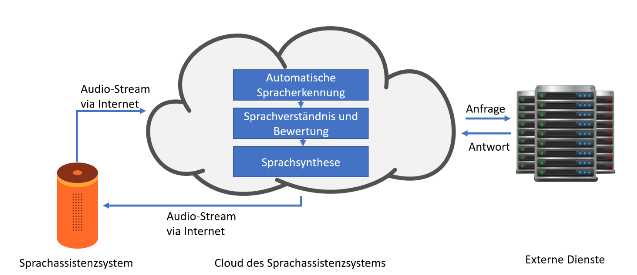 Audio-Stream
via Internet
Automatische
Spracherkennung
Sprachverständnis und
Bewertung
Sprachsynthese
Anfrage
Antwort
Audio-Stream
via Internet
Sprachassistenzsystem
Cloud des Sprachassistenzsystems
Externe Dienste